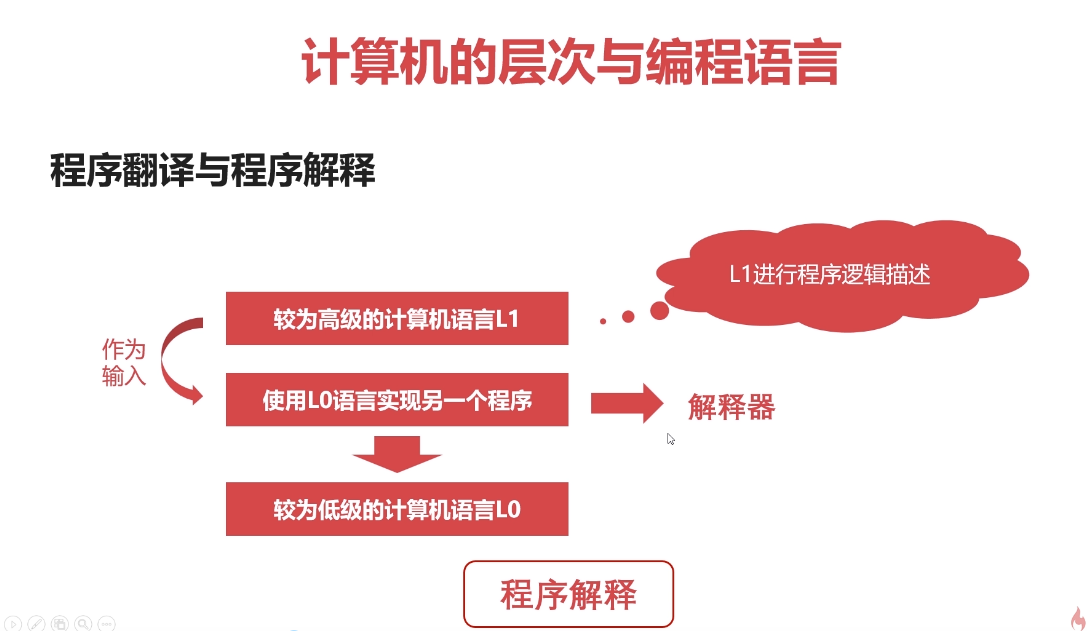 计算机的层次与编程语言
程序翻译与程序解释
L1进行程序逻辑描述
较为高级的计算机语言L1
作为
输入
使用L0语言实现另一个程序
解释器
较为低级的计算机语言L0
程序解释